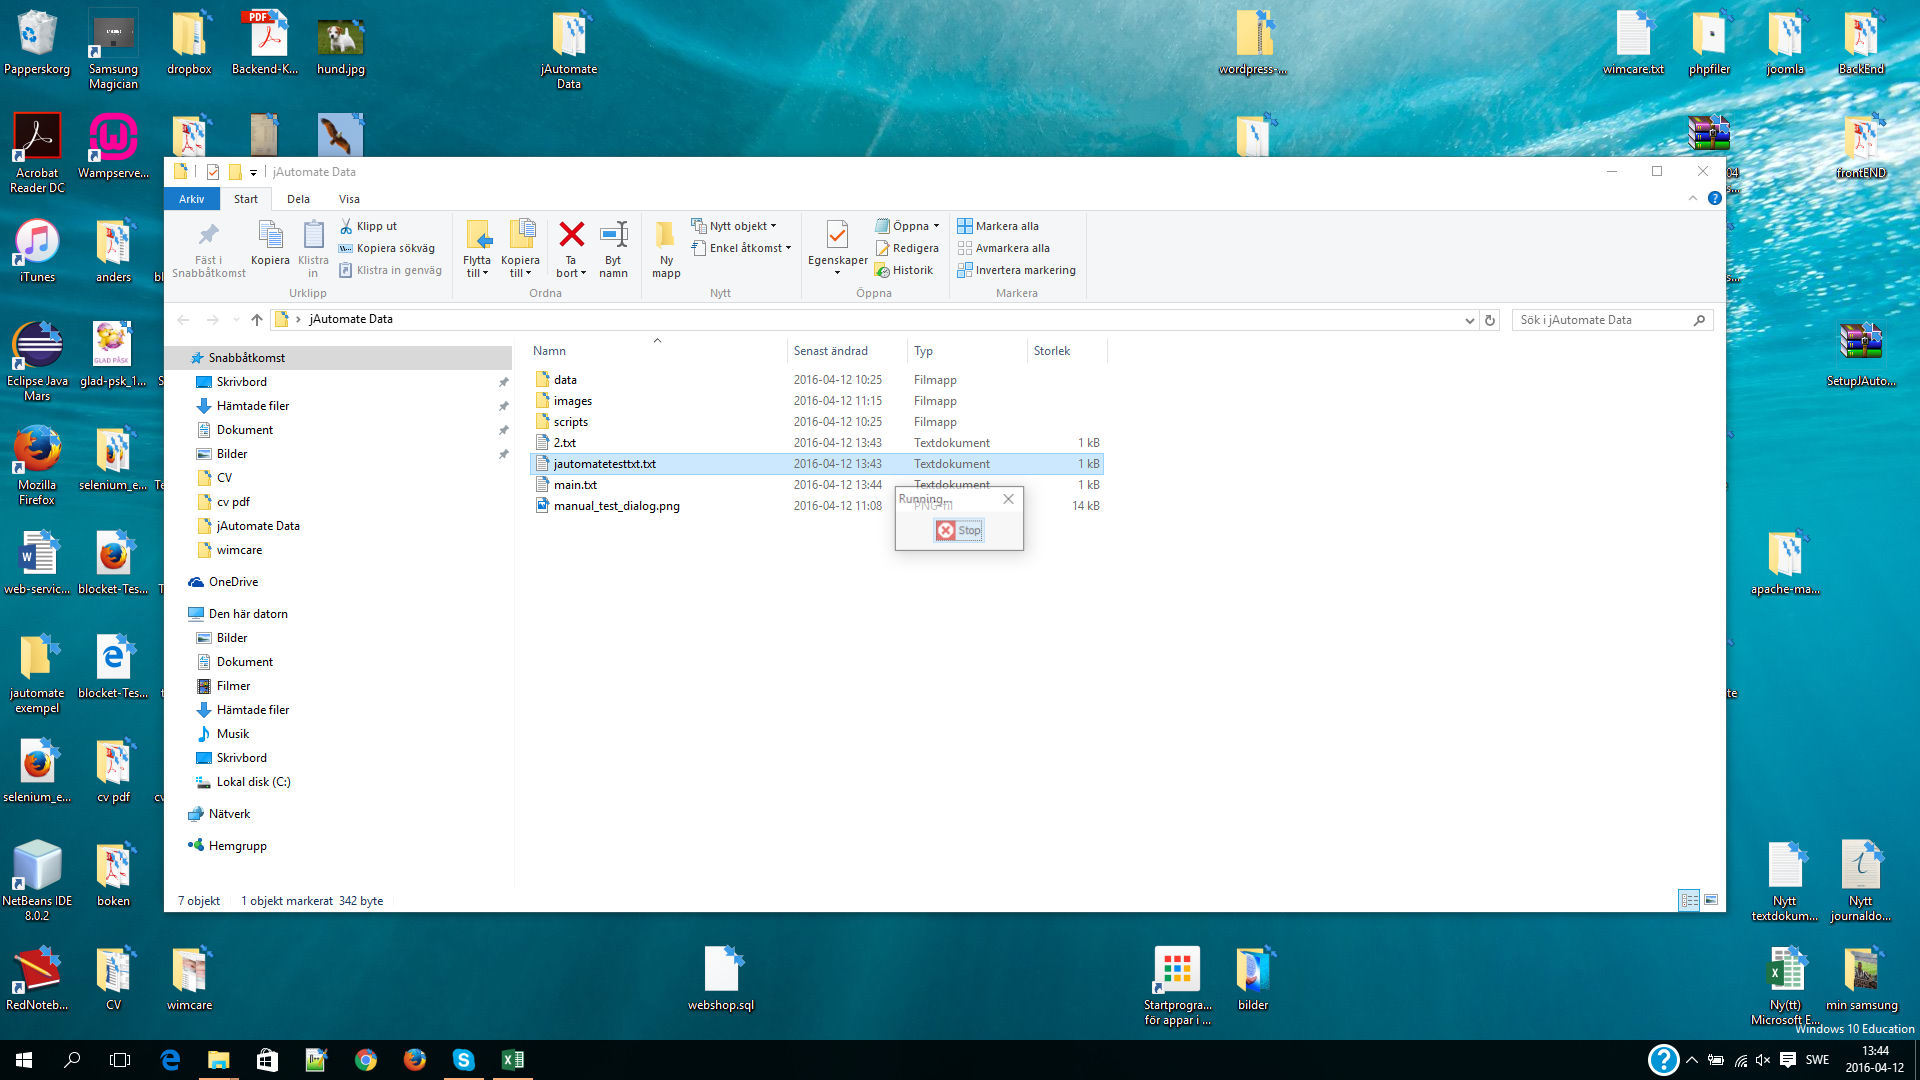 Papperskorg
Samsung Magician
dropbox
Backend-K...
hund.jpg
jAutomate Data
wordpress-...
wimcare.txt
phpfiler
joomla
BackEnd
Acrobat Reader DC
Wampserve...
frontEND
iTunes
anders
Eclipse Java Mars
glad-psk_1...
GLAD PÅSK
Mozilla Firefox
selenium_e...
web-servic...
blocket-Tes...
jautomate exempel
blocket-Tes...
selenium_e...
cv pdf
NetBeans IDE 8.0.2
boken
RedNoteb...
CV
wimcare
webshop.sql
Startprogra... för appar i ...
bilder
SetupJAuto...
apache-ma...
Nytt textdokum...
Nytt journaldo...
Ny(tt) Microsoft E...
min samsung
jAutomate Data
Arkiv
Start
Dela
Visa
Fäst i Snabbåtkomst
Kopiera
Klistra in
Klipp ut
Kopiera sökväg
Klistra in genväg
Urklipp
Flytta till
Kopiera till
Ta bort
Byt namn
Ordna
Ny mapp
Nytt objekt
Enkel åtkomst
Nytt
Egenskaper
Öppna
Redigera
Historik
Öppna
Markera alla
Avmarkera alla
Invertera markering
Markera
jAutomate Data
Sök i jAutomate Data
Snabbåtkomst
Skrivbord
Hämtade filer
Dokument
Bilder
CV
cv pdf
jAutomate Data
wimcare
OneDrive
Den här datorn
Bilder
Dokument
Filmer
Hämtade filer
Musik
Skrivbord
Lokal disk (C:)
Nätverk
Hemgrupp
Namn Senast ändrad Typ Storlek
data 2016-04-12 10:25 Filmapp
images 2016-04-12 11:15 Filmapp
scripts 2016-04-12 10:25 Filmapp
2.txt 2016-04-12 13:43 Textdokument 1 kB
jautomatetesttxt.txt 2016-04-12 13:43 Textdokument 1 kB
main.txt 2016-04-12 13:44 Textdokument 1 kB
manual_test_dialog.png 2016-04-12 11:08 PNG-fil 14 kB
Running...
Stop
7 objekt 1 objekt markerat 342 byte
Windows 10 Education
SWE
13:44
2016-04-12